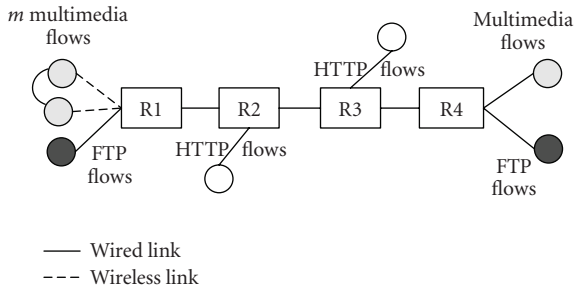 m multimedia
flows
Multimedia
flows
HTTP flows
R1
R2
R3
R4
FTP
flows
HTTP flows
FTP
flows
Wired link
Wireless link